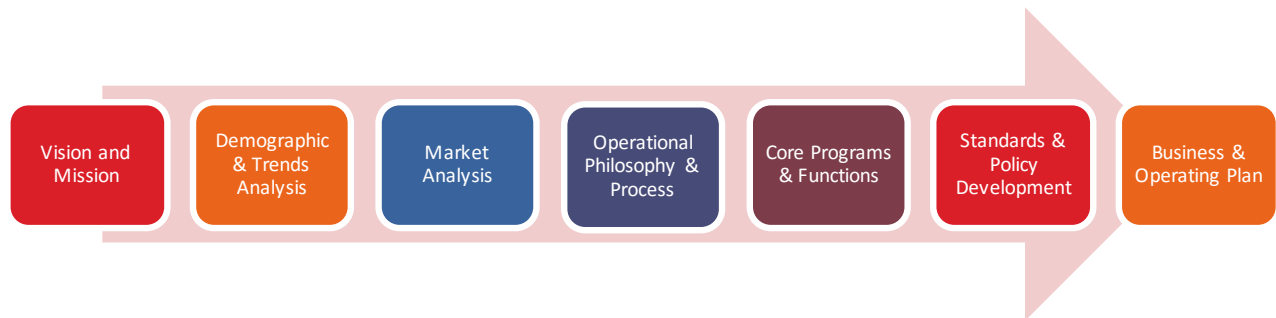 Vision and
Mission
Demographic
& Trends
Analysis
Market
Analysis
Operational
Philosophy &
Process
Core Programs
& Functions
Standards &
Policy
Development
Business &
Operating Plan